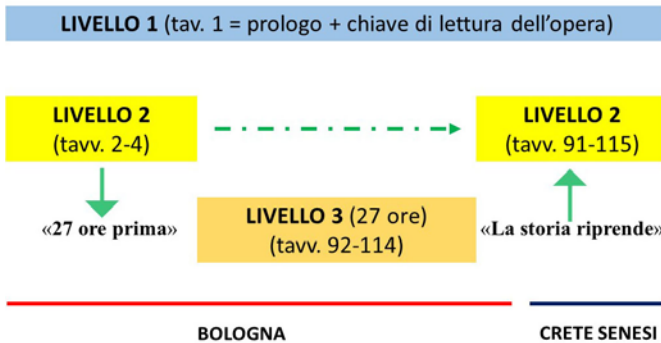 LIVELLO 1 (tav. 1 = prologo + chiave di lettura dell'opera)
LIVELLO 2
(tavv. 2-4)
LIVELLO 2
(tavv. 91-115)
«27 ore prima»
LIVELLO 3 (27 ore)
(tavv. 92-114)
«La storia riprende»
BOLOGNA
CRETE SENESI